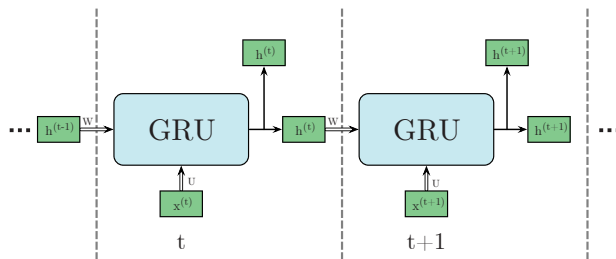 h^(t)
h^(t+1)
... h^(t-1) W GRU h^(t) W GRU h^(t+1) ...
U U
x^(t) x^(t+1)
t t+1